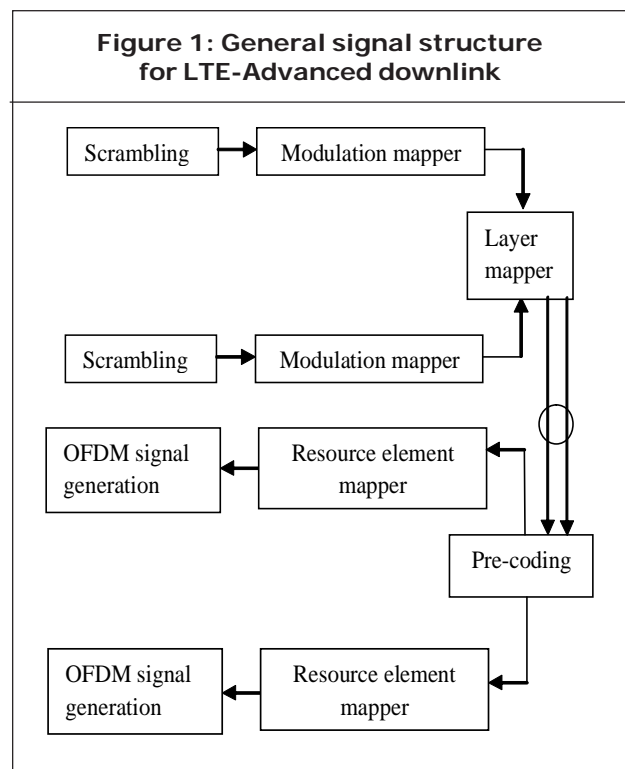 Figure 1: General signal structure
for LTE-Advanced downlink
Scrambling
Modulation mapper
Layer
mapper
Scrambling
Modulation mapper
OFDM signal
generation
Resource element
mapper
Pre-coding
OFDM signal
generation
Resource element
mapper